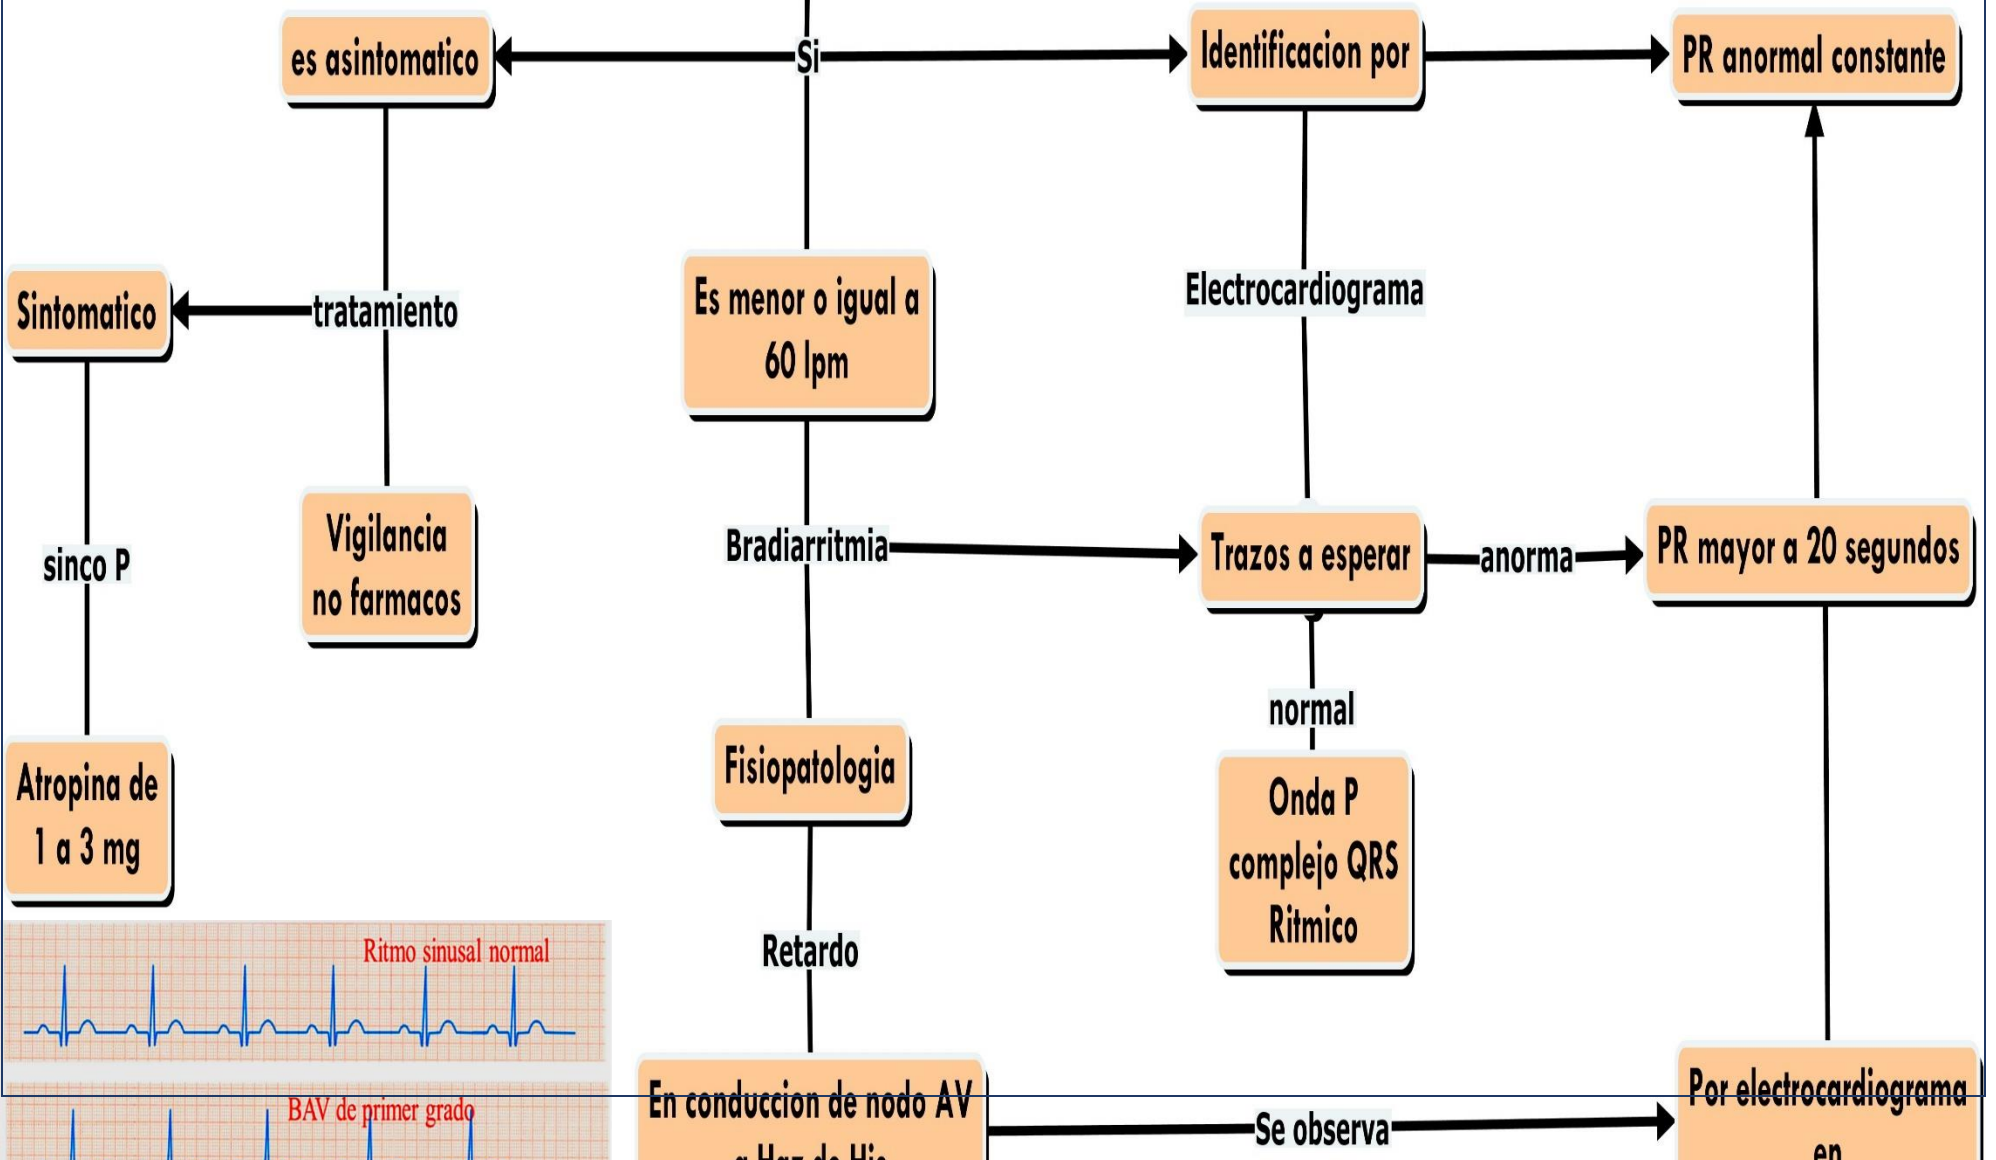 es asintomatico
Si
Identificacion por
PR anormal constante
Sintomatico
tratamiento
Es menor o igual a
60 lpm
Electrocardiograma
sinco P
Vigilancia
no farmacos
Bradiarritmia
Trazos a esperar
anorma
PR mayor a 20 segundos
normal
Fisiopatologia
Atropina de
1 a 3 mg
Onda P
complejo QRS
Ritmico
Retardo
Ritmo sinusal normal
BAV de primer grado
En conduccion de nodo AV
a Haz de His
Se observa
Por electrocardiograma
en